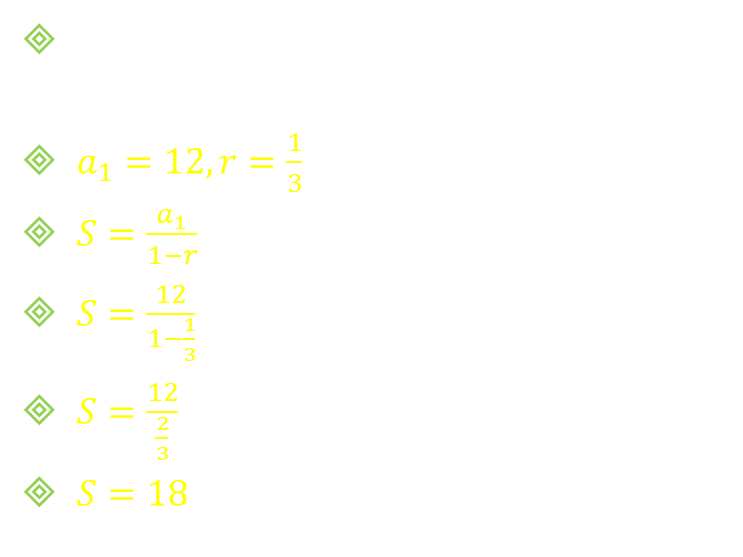 a₁ = 12, r = 1/3
S = a₁/(1−r)
S = 12/(1−1/3)
S = 12/(2/3)
S = 18